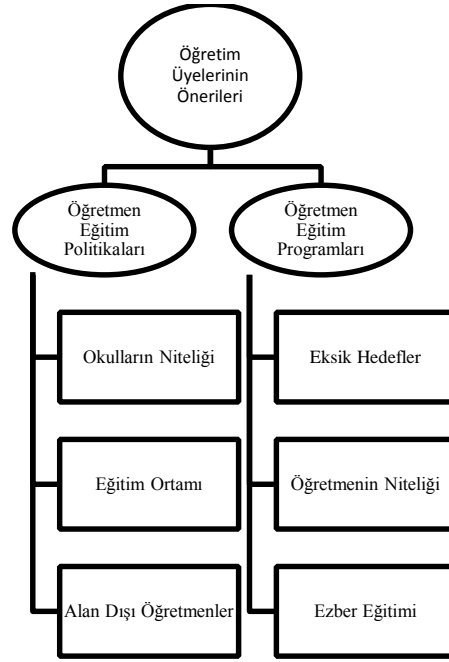 Öğretim
Üyelerinin
Önerileri
Öğretmen
Eğitim
Politikaları
Öğretmen
Eğitim
Programları
Okulların Niteliği
Eksik Hedefler
Eğitim Ortamı
Öğretmenin Niteliği
Alan Dışı Öğretmenler
Ezber Eğitimi